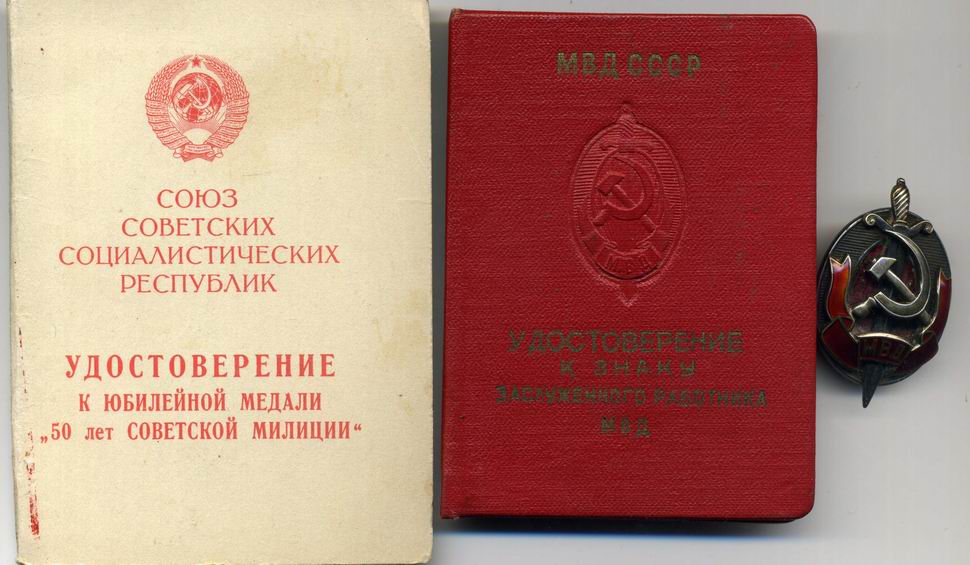 СОЮЗ
СОВЕТСКИХ
СОЦИАЛИСТИЧЕСКИХ
РЕСПУБЛИК
УДОСТОВЕРЕНИЕ
К ЮБИЛЕЙНОЙ МЕДАЛИ
„50 лет СОВЕТСКОЙ МИЛИЦИИ“
МВД СССР
МВД
УДОСТОВЕРЕНИЕ
К ЗНАКУ
ЗАСЛУЖЕННОГО РАБОТНИКА
МВД
МВД